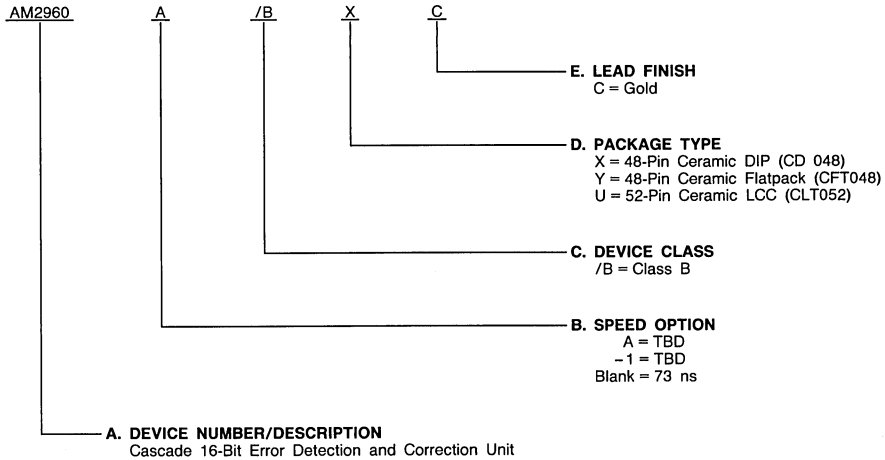 AM2960 A /B X C
E. LEAD FINISH
C = Gold
D. PACKAGE TYPE
X = 48-Pin Ceramic DIP (CD 048)
Y = 48-Pin Ceramic Flatpack (CFT048)
U = 52-Pin Ceramic LCC (CLT052)
C. DEVICE CLASS
/B = Class B
B. SPEED OPTION
A = TBD
-1 = TBD
Blank = 73 ns
A. DEVICE NUMBER/DESCRIPTION
Cascade 16-Bit Error Detection and Correction Unit